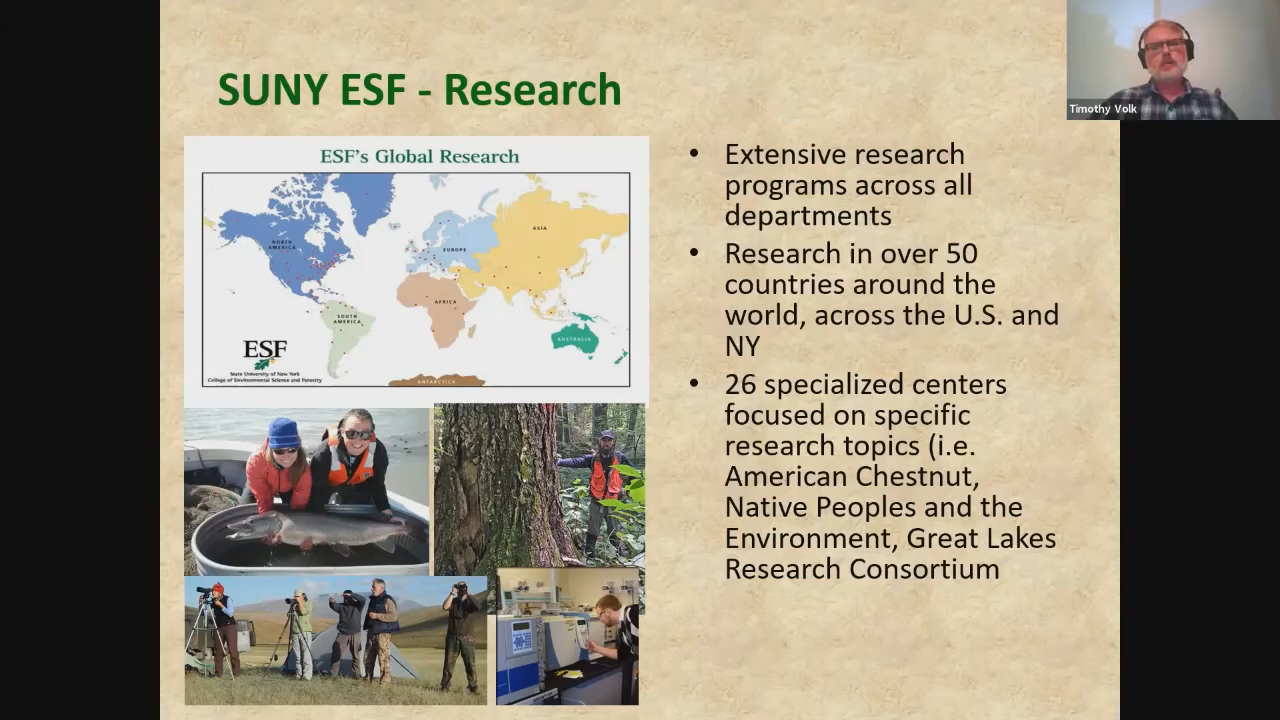 SUNY ESF - Research
Timothy Volk
ESF's Global Research
NORTH
AMERICA
EUROPE
ASIA
AFRICA
SOUTH
AMERICA
AUSTRALIA
ANTARCTICA
ESF
State University of New York
College of Environmental Science and Forestry
• Extensive research
programs across all
departments
• Research in over 50
countries around the
world, across the U.S. and
NY
• 26 specialized centers
focused on specific
research topics (i.e.
American Chestnut,
Native Peoples and the
Environment, Great Lakes
Research Consortium